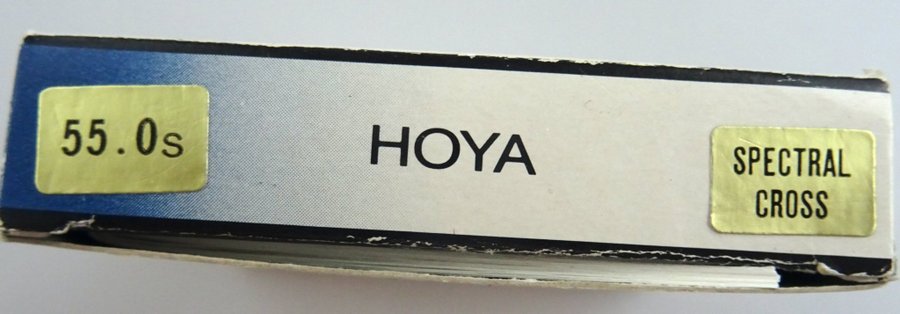 55.0s
HOYA
SPECTRAL
CROSS